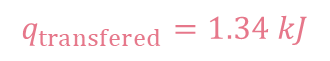 q_transfered = 1.34 kJ